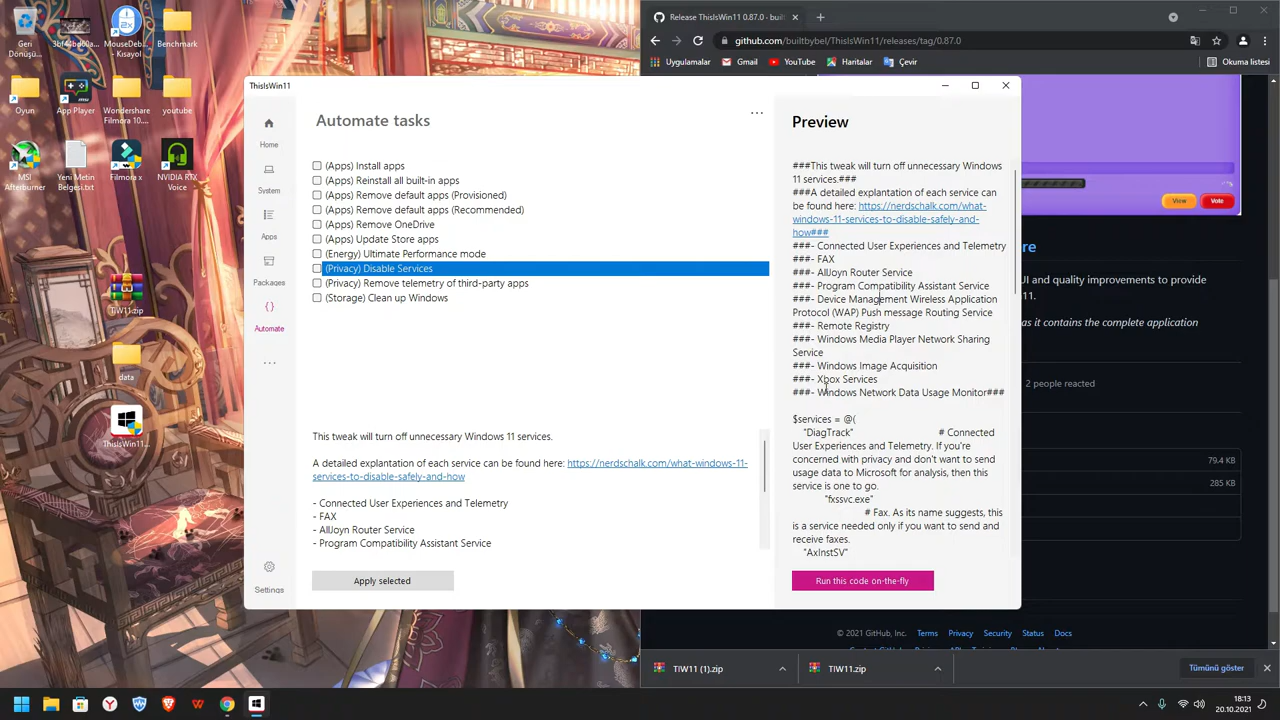 Geri
Dönüşü...
3bf44bd60a...
MouseDeb...
- Kısayol
Benchmark
Oyun
App Player
Wondershare
Filmora 10....
youtube
MSI
Afterburner
Yeni Metin
Belgesi.txt
Filmora x
NVIDIA RTX
Voice
TIW11.zip
data
ThisIsWin11...
Release ThisIsWin11 0.87.0 · built
github.com/builtbybel/ThisIsWin11/releases/tag/0.87.0
Uygulamalar
Gmail
YouTube
Haritalar
Çevir
Okuma listesi
View
Vote
ThisIsWin11
Home
System
Apps
Packages
{ }
Automate
...
Settings
Automate tasks
...
(Apps) Install apps
(Apps) Reinstall all built-in apps
(Apps) Remove default apps (Provisioned)
(Apps) Remove default apps (Recommended)
(Apps) Remove OneDrive
(Apps) Update Store apps
(Energy) Ultimate Performance mode
(Privacy) Disable Services
(Privacy) Remove telemetry of third-party apps
(Storage) Clean up Windows
This tweak will turn off unnecessary Windows 11 services.
A detailed explantation of each service can be found here: https://nerdschalk.com/what-windows-11-
services-to-disable-safely-and-how
- Connected User Experiences and Telemetry
- FAX
- AllJoyn Router Service
- Program Compatibility Assistant Service
Apply selected
Preview
###This tweak will turn off unnecessary Windows
11 services.###
###A detailed explantation of each service can
be found here: https://nerdschalk.com/what-
windows-11-services-to-disable-safely-and-
how###
###- Connected User Experiences and Telemetry
###- FAX
###- AllJoyn Router Service
###- Program Compatibility Assistant Service
###- Device Management Wireless Application
Protocol (WAP) Push message Routing Service
###- Remote Registry
###- Windows Media Player Network Sharing
Service
###- Windows Image Acquisition
###- Xbox Services
###- Windows Network Data Usage Monitor###
$services = @(
"DiagTrack" # Connected
User Experiences and Telemetry. If you're
concerned with privacy and don't want to send
usage data to Microsoft for analysis, then this
service is one to go.
"fxssvc.exe"
# Fax. As its name suggests, this
is a service needed only if you want to send and
receive faxes.
"AxInstSV"
Run this code on-the-fly
re
uality and general improvements to provide
11.
as it contains the complete application
2 people reacted
79.4 KB
285 KB
© 2021 GitHub, Inc.
Terms
Privacy
Security
Status
Docs
TIW11 (1).zip
TIW11.zip
Tümünü göster
18:13
20.10.2021